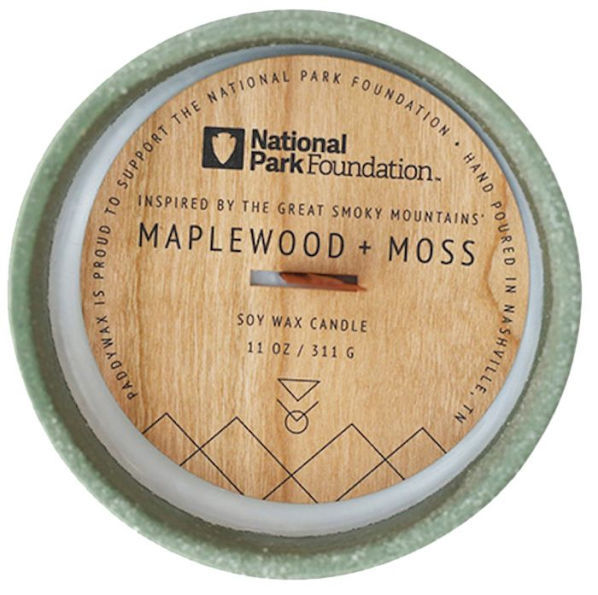 PADDYWAX IS PROUD TO SUPPORT THE NATIONAL PARK FOUNDATION • HAND POURED IN NASHVILLE, TN
National
Park Foundation™
INSPIRED BY THE GREAT SMOKY MOUNTAINS'
MAPLEWOOD + MOSS
SOY WAX CANDLE
11 OZ / 311 G